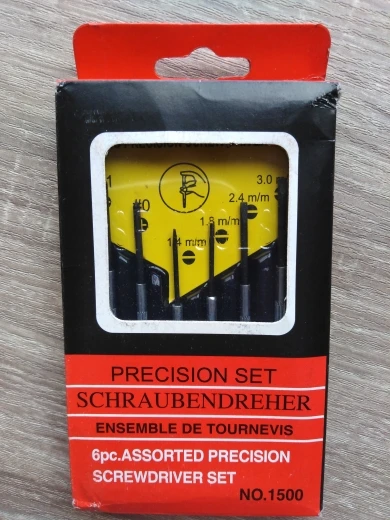 1
#0
3.0
2.4 m/m
1.8 m/m
1.4 m/m
PRECISION SET
SCHRAUBENDREHER
ENSEMBLE DE TOURNEVIS
6pc.ASSORTED PRECISION
SCREWDRIVER SET
NO.1500